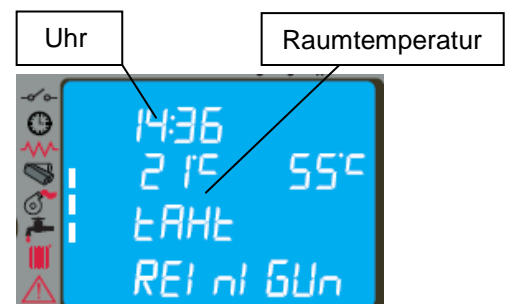 Uhr
Raumtemperatur
14:36
21°C 55°C
tAHt
REInIGUn